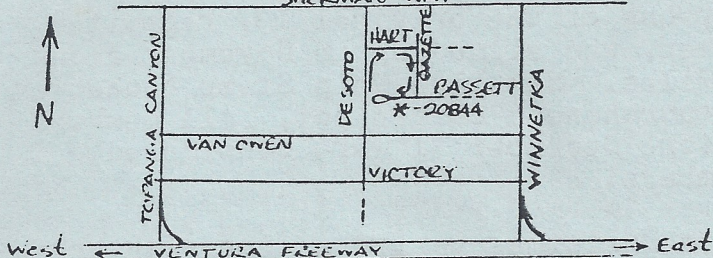 HART
GAZETTE
TOPANGA CANYON
DE SOTO
N
BASSETT
*-20844
WINNETKA
VAN OWEN
VICTORY
West ← VENTURA FREEWAY → East